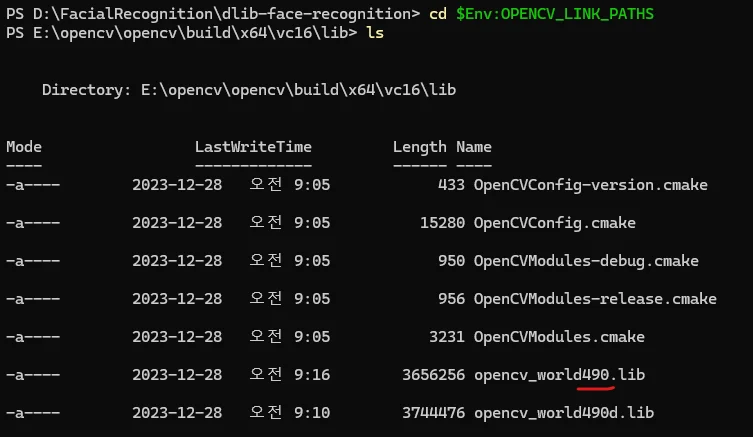 PS D:\FacialRecognition\dlib-face-recognition> cd $Env:OPENCV_LINK_PATHS
PS E:\opencv\opencv\build\x64\vc16\lib> ls
Directory: E:\opencv\opencv\build\x64\vc16\lib
Mode LastWriteTime Length Name
---- ------------- ------ ----
-a---- 2023-12-28 오전 9:05 433 OpenCVConfig-version.cmake
-a---- 2023-12-28 오전 9:05 15280 OpenCVConfig.cmake
-a---- 2023-12-28 오전 9:05 950 OpenCVModules-debug.cmake
-a---- 2023-12-28 오전 9:05 956 OpenCVModules-release.cmake
-a---- 2023-12-28 오전 9:05 3231 OpenCVModules.cmake
-a---- 2023-12-28 오전 9:16 3656256 opencv_world490.lib
-a---- 2023-12-28 오전 9:10 3744476 opencv_world490d.lib